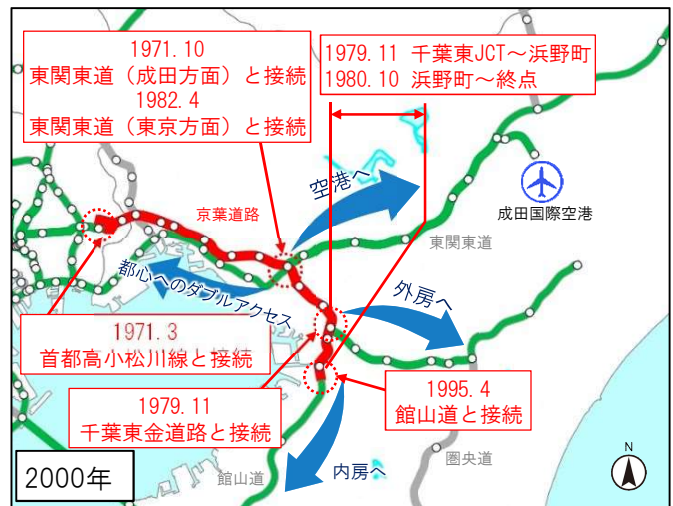 1971.10
東関東道（成田方面）と接続
1982.4
東関東道（東京方面）と接続
1979.11 千葉東JCT～浜野町
1980.10 浜野町～終点
空港へ
成田国際空港
京葉道路
東関東道
都心へのダブルアクセス
外房へ
1971.3
首都高小松川線と接続
1979.11
千葉東金道路と接続
1995.4
館山道と接続
2000年
館山道
内房へ
圏央道
N